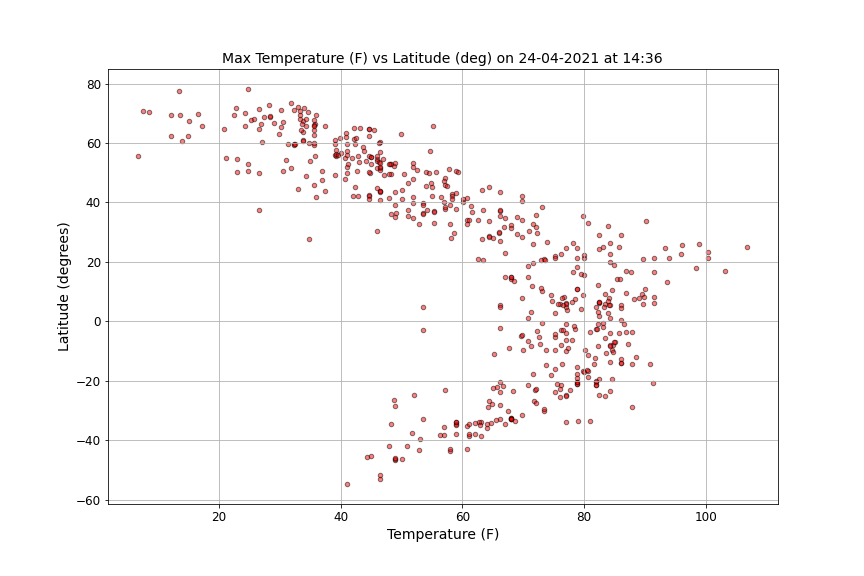 Max Temperature (F) vs Latitude (deg) on 24-04-2021 at 14:36
80
60
40
20
0
−20
−40
−60
Latitude (degrees)
20 40 60 80 100
Temperature (F)